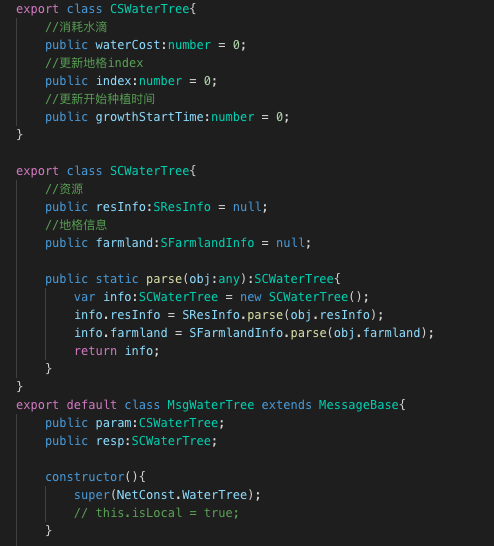 export class CSWaterTree{
    //消耗水滴
    public waterCost:number = 0;
    //更新地格index
    public index:number = 0;
    //更新开始种植时间
    public growthStartTime:number = 0;
}

export class SCWaterTree{
    //资源
    public resInfo:SResInfo = null;
    //地格信息
    public farmland:SFarmlandInfo = null;

    public static parse(obj:any):SCWaterTree{
        var info:SCWaterTree = new SCWaterTree();
        info.resInfo = SResInfo.parse(obj.resInfo);
        info.farmland = SFarmlandInfo.parse(obj.farmland);
        return info;
    }
}
export default class MsgWaterTree extends MessageBase{
    public param:CSWaterTree;
    public resp:SCWaterTree;

    constructor(){
        super(NetConst.WaterTree);
        // this.isLocal = true;
    }